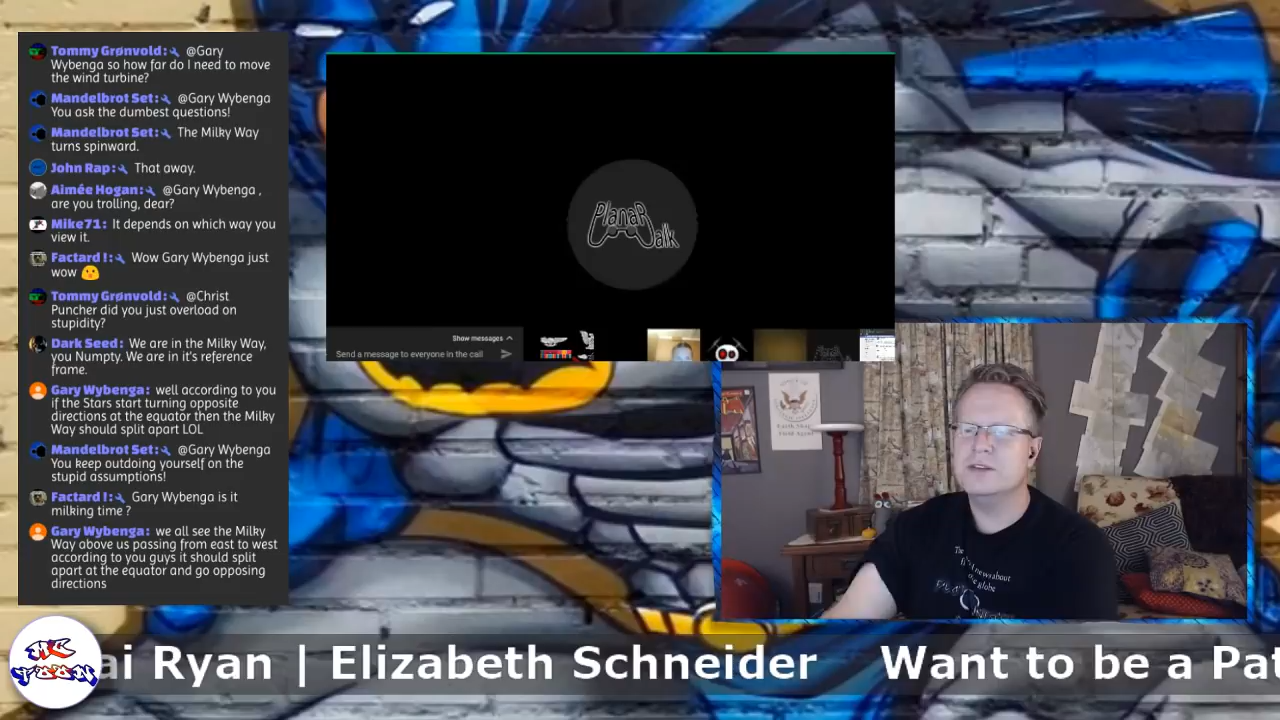 Tommy Grønvold: @Gary
Wybenga so how far do I need to move
the wind turbine?
Mandelbrot Set: @Gary Wybenga
You ask the dumbest questions!
Mandelbrot Set: The Milky Way
turns spinward.
John Rap: That away.
Aimée Hogan: @Gary Wybenga ,
are you trolling, dear?
Mike71: It depends on which way you
view it.
Factard !: Wow Gary Wybenga just
wow
Tommy Grønvold: @Christ
Puncher did you just overload on
stupidity?
Dark Seed: We are in the Milky Way,
you Numpty. We are in it's reference
frame.
Gary Wybenga: well according to you
if the Stars start turning opposite
directions at the equator then the Milky
Way should split apart LOL
Mandelbrot Set: @Gary Wybenga
You keep outdoing yourself on the
stupid assumptions!
Factard !: Gary Wybenga is it
milking time ?
Gary Wybenga: we all see the Milky
Way above us passing from east to west
according to you guys it should split
apart at the equator and go opposing
directions
PlanaR
Walk
Show messages
Send a message to everyone in the call
The
news about
the globe
MC
TOON
ai Ryan | Elizabeth Schneider Want to be a Pat